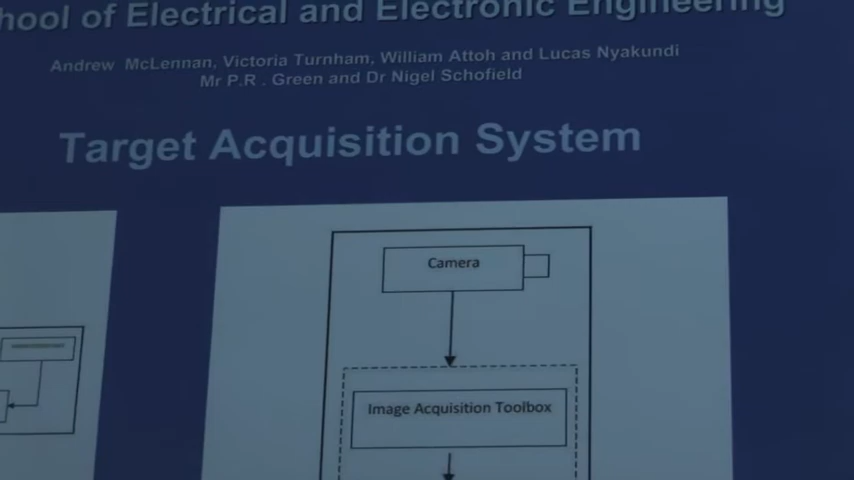 hool of Electrical and Electronic Engineering
Andrew McLennan, Victoria Turnham, William Attoh and Lucas Nyakundi
Mr P.R . Green and Dr Nigel Schofield
Target Acquisition System
Camera
Image Acquisition Toolbox